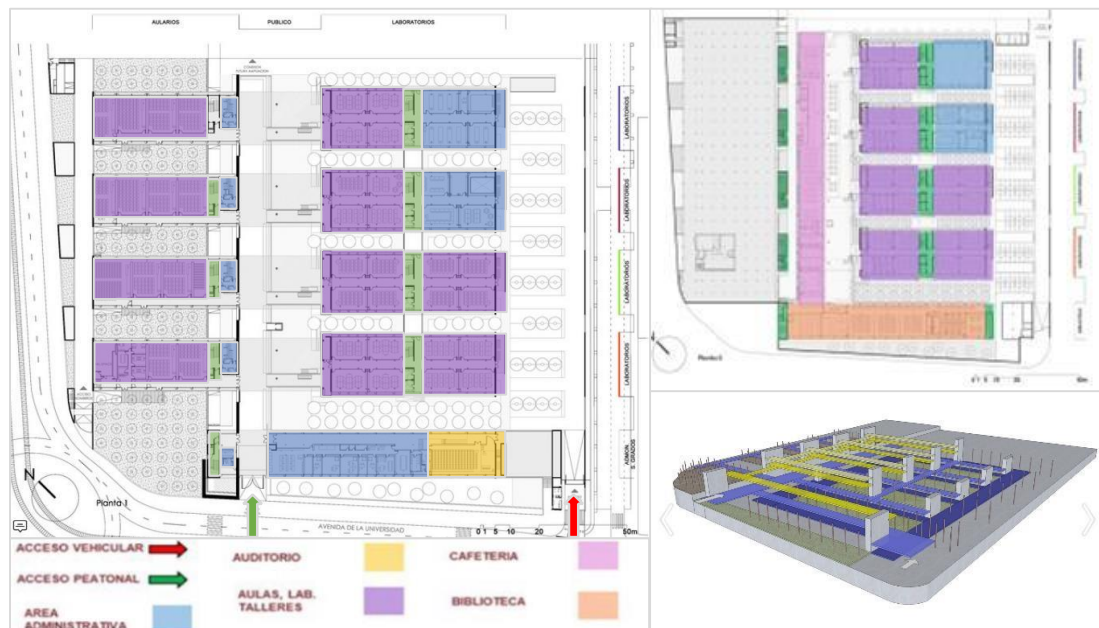 AULARIOS
PUBLICO
LABORATORIOS
LABORATORIOS
LABORATORIOS
LABORATORIOS
LABORATORIOS
ADMON
S. GRADOS
N
Planta 1
AVENIDA DE LA UNIVERSIDAD
0 1 5 10 20 50m
ACCESO VEHICULAR
ACCESO PEATONAL
AREA
ADMINISTRATIVA
AUDITORIO
AULAS, LAB.
TALLERES
CAFETERIA
BIBLIOTECA